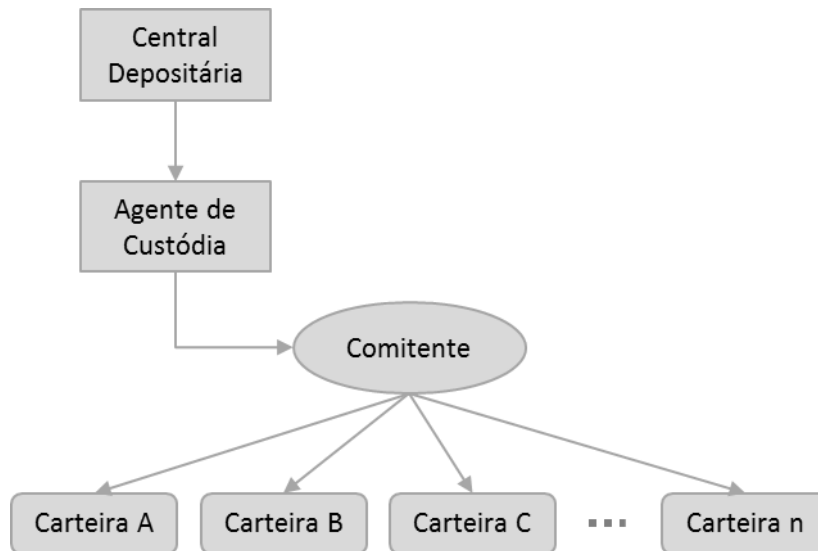 Central
Depositária
Agente de
Custódia
Comitente
Carteira A
Carteira B
Carteira C
...
Carteira n